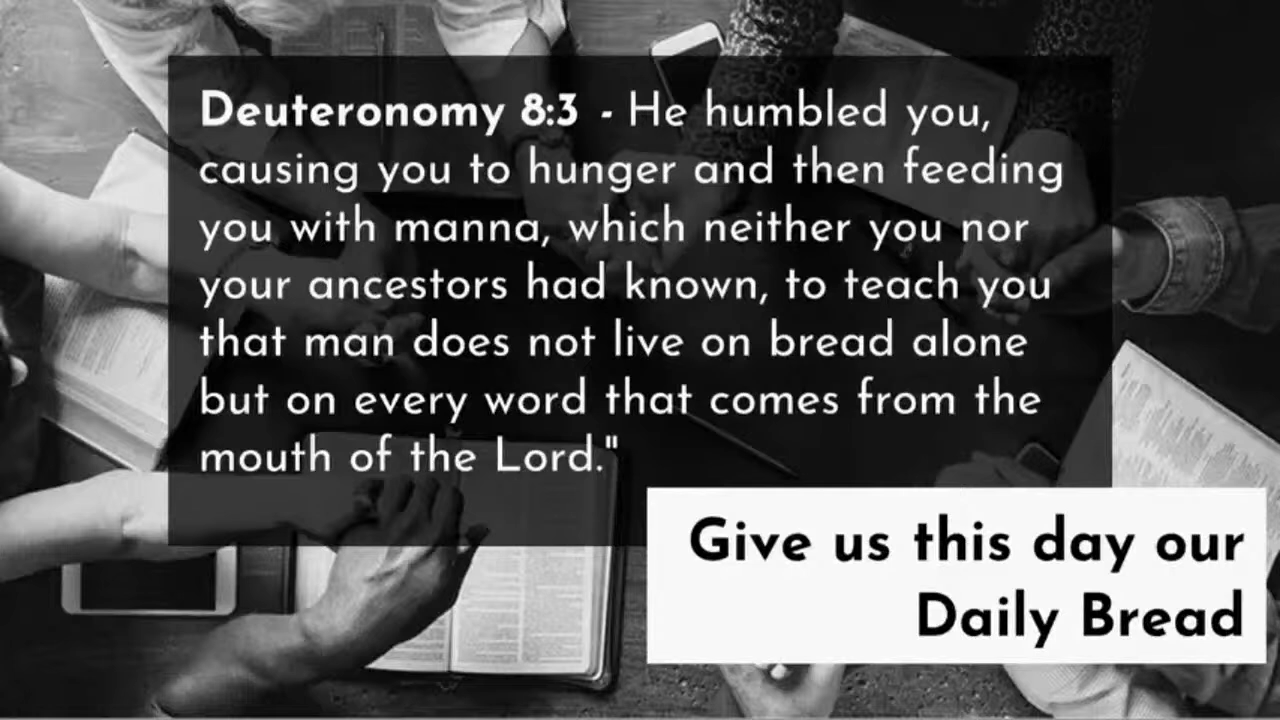 Deuteronomy 8:3 - He humbled you,
causing you to hunger and then feeding
you with manna, which neither you nor
your ancestors had known, to teach you
that man does not live on bread alone
but on every word that comes from the
mouth of the Lord."
Give us this day our
Daily Bread